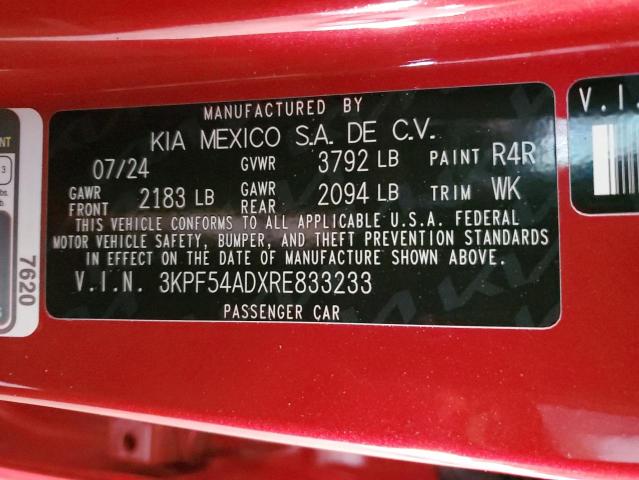 MANUFACTURED BY
KIA MEXICO S.A. DE C.V.
07/24 GVWR 3792 LB PAINT R4R
GAWR FRONT 2183 LB GAWR REAR 2094 LB TRIM WK
THIS VEHICLE CONFORMS TO ALL APPLICABLE U.S.A. FEDERAL
MOTOR VEHICLE SAFETY, BUMPER, AND THEFT PREVENTION STANDARDS
IN EFFECT ON THE DATE OF MANUFACTURE SHOWN ABOVE.
V.I.N. 3KPF54ADXRE833233
PASSENGER CAR
7620
V.I.